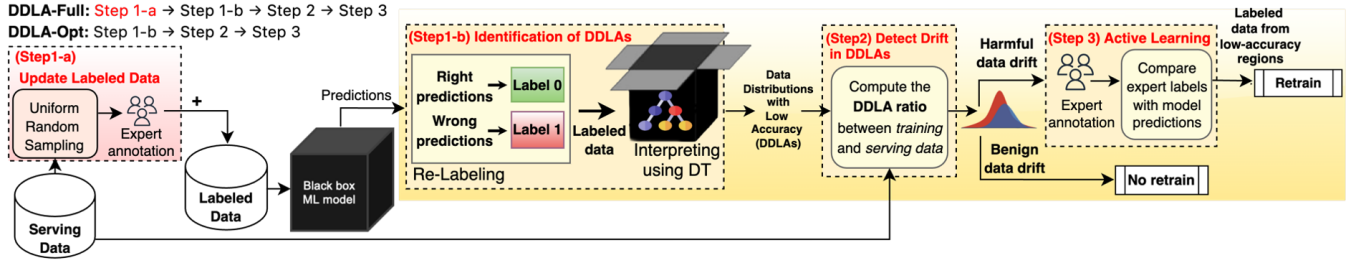 DDLA-Full: Step 1-a → Step 1-b → Step 2 → Step 3
DDLA-Opt: Step 1-b → Step 2 → Step 3
(Step1-a)
Update Labeled Data
Uniform
Random
Sampling
Expert
annotation
+
Serving
Data
Labeled
Data
Black box
ML model
Predictions
(Step1-b) Identification of DDLAs
Right
predictions
Label 0
Wrong
predictions
Label 1
Re-Labeling
Labeled
data
Interpreting
using DT
Data
Distributions
with
Low
Accuracy
(DDLAs)
(Step2) Detect Drift
in DDLAs
Compute the
DDLA ratio
between training
and serving data
Harmful
data drift
Benign
data drift
(Step 3) Active Learning
Expert
annotation
Compare
expert labels
with model
predictions
Labeled
data from
low-accuracy
regions
Retrain
No retrain